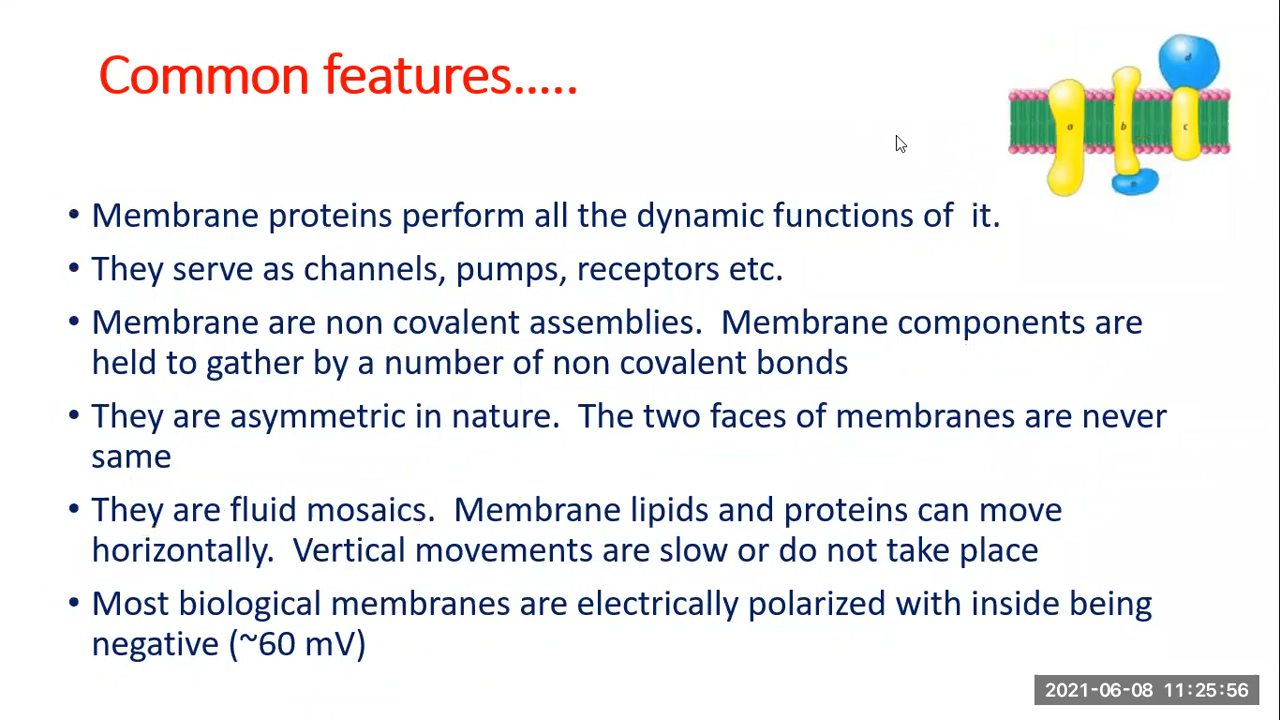 Common features.....
d
a
b
c
• Membrane proteins perform all the dynamic functions of  it.
• They serve as channels, pumps, receptors etc.
• Membrane are non covalent assemblies.  Membrane components are
held to gather by a number of non covalent bonds
• They are asymmetric in nature.  The two faces of membranes are never
same
• They are fluid mosaics.  Membrane lipids and proteins can move
horizontally.  Vertical movements are slow or do not take place
• Most biological membranes are electrically polarized with inside being
negative (~60 mV)
2021-06-08 11:25:56